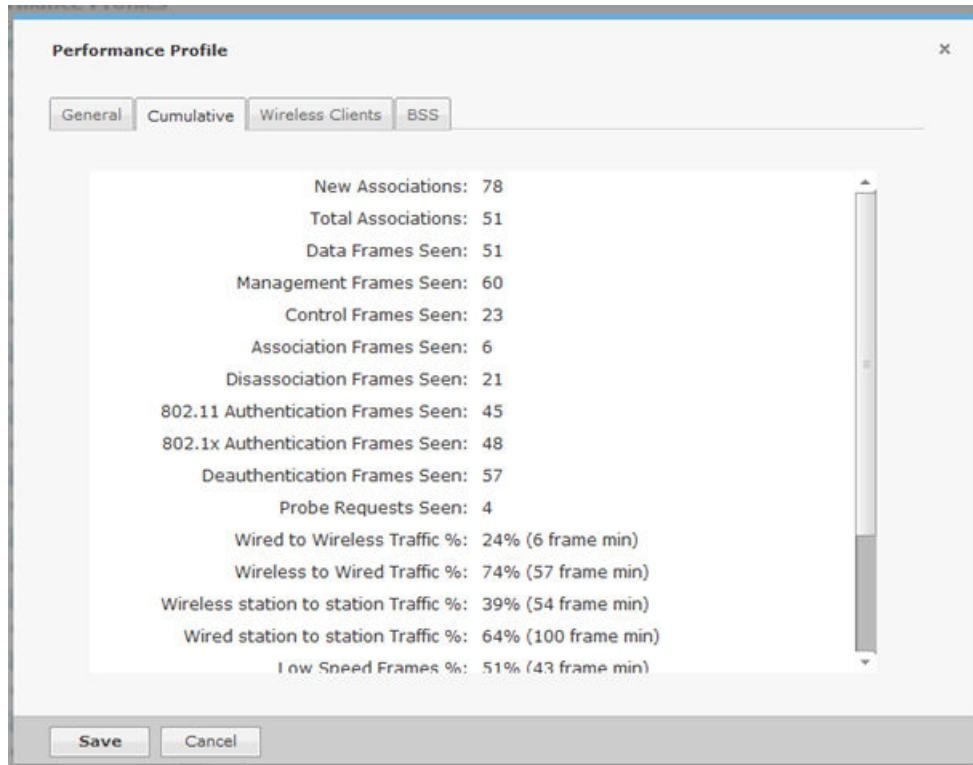 Performance Profiles
Performance Profile
General Cumulative Wireless Clients BSS
New Associations: 78
Total Associations: 51
Data Frames Seen: 51
Management Frames Seen: 60
Control Frames Seen: 23
Association Frames Seen: 6
Disassociation Frames Seen: 21
802.11 Authentication Frames Seen: 45
802.1x Authentication Frames Seen: 48
Deauthentication Frames Seen: 57
Probe Requests Seen: 4
Wired to Wireless Traffic %: 24% (6 frame min)
Wireless to Wired Traffic %: 74% (57 frame min)
Wireless station to station Traffic %: 39% (54 frame min)
Wired station to station Traffic %: 64% (100 frame min)
Low Speed Frames %: 51% (43 frame min)
Save Cancel